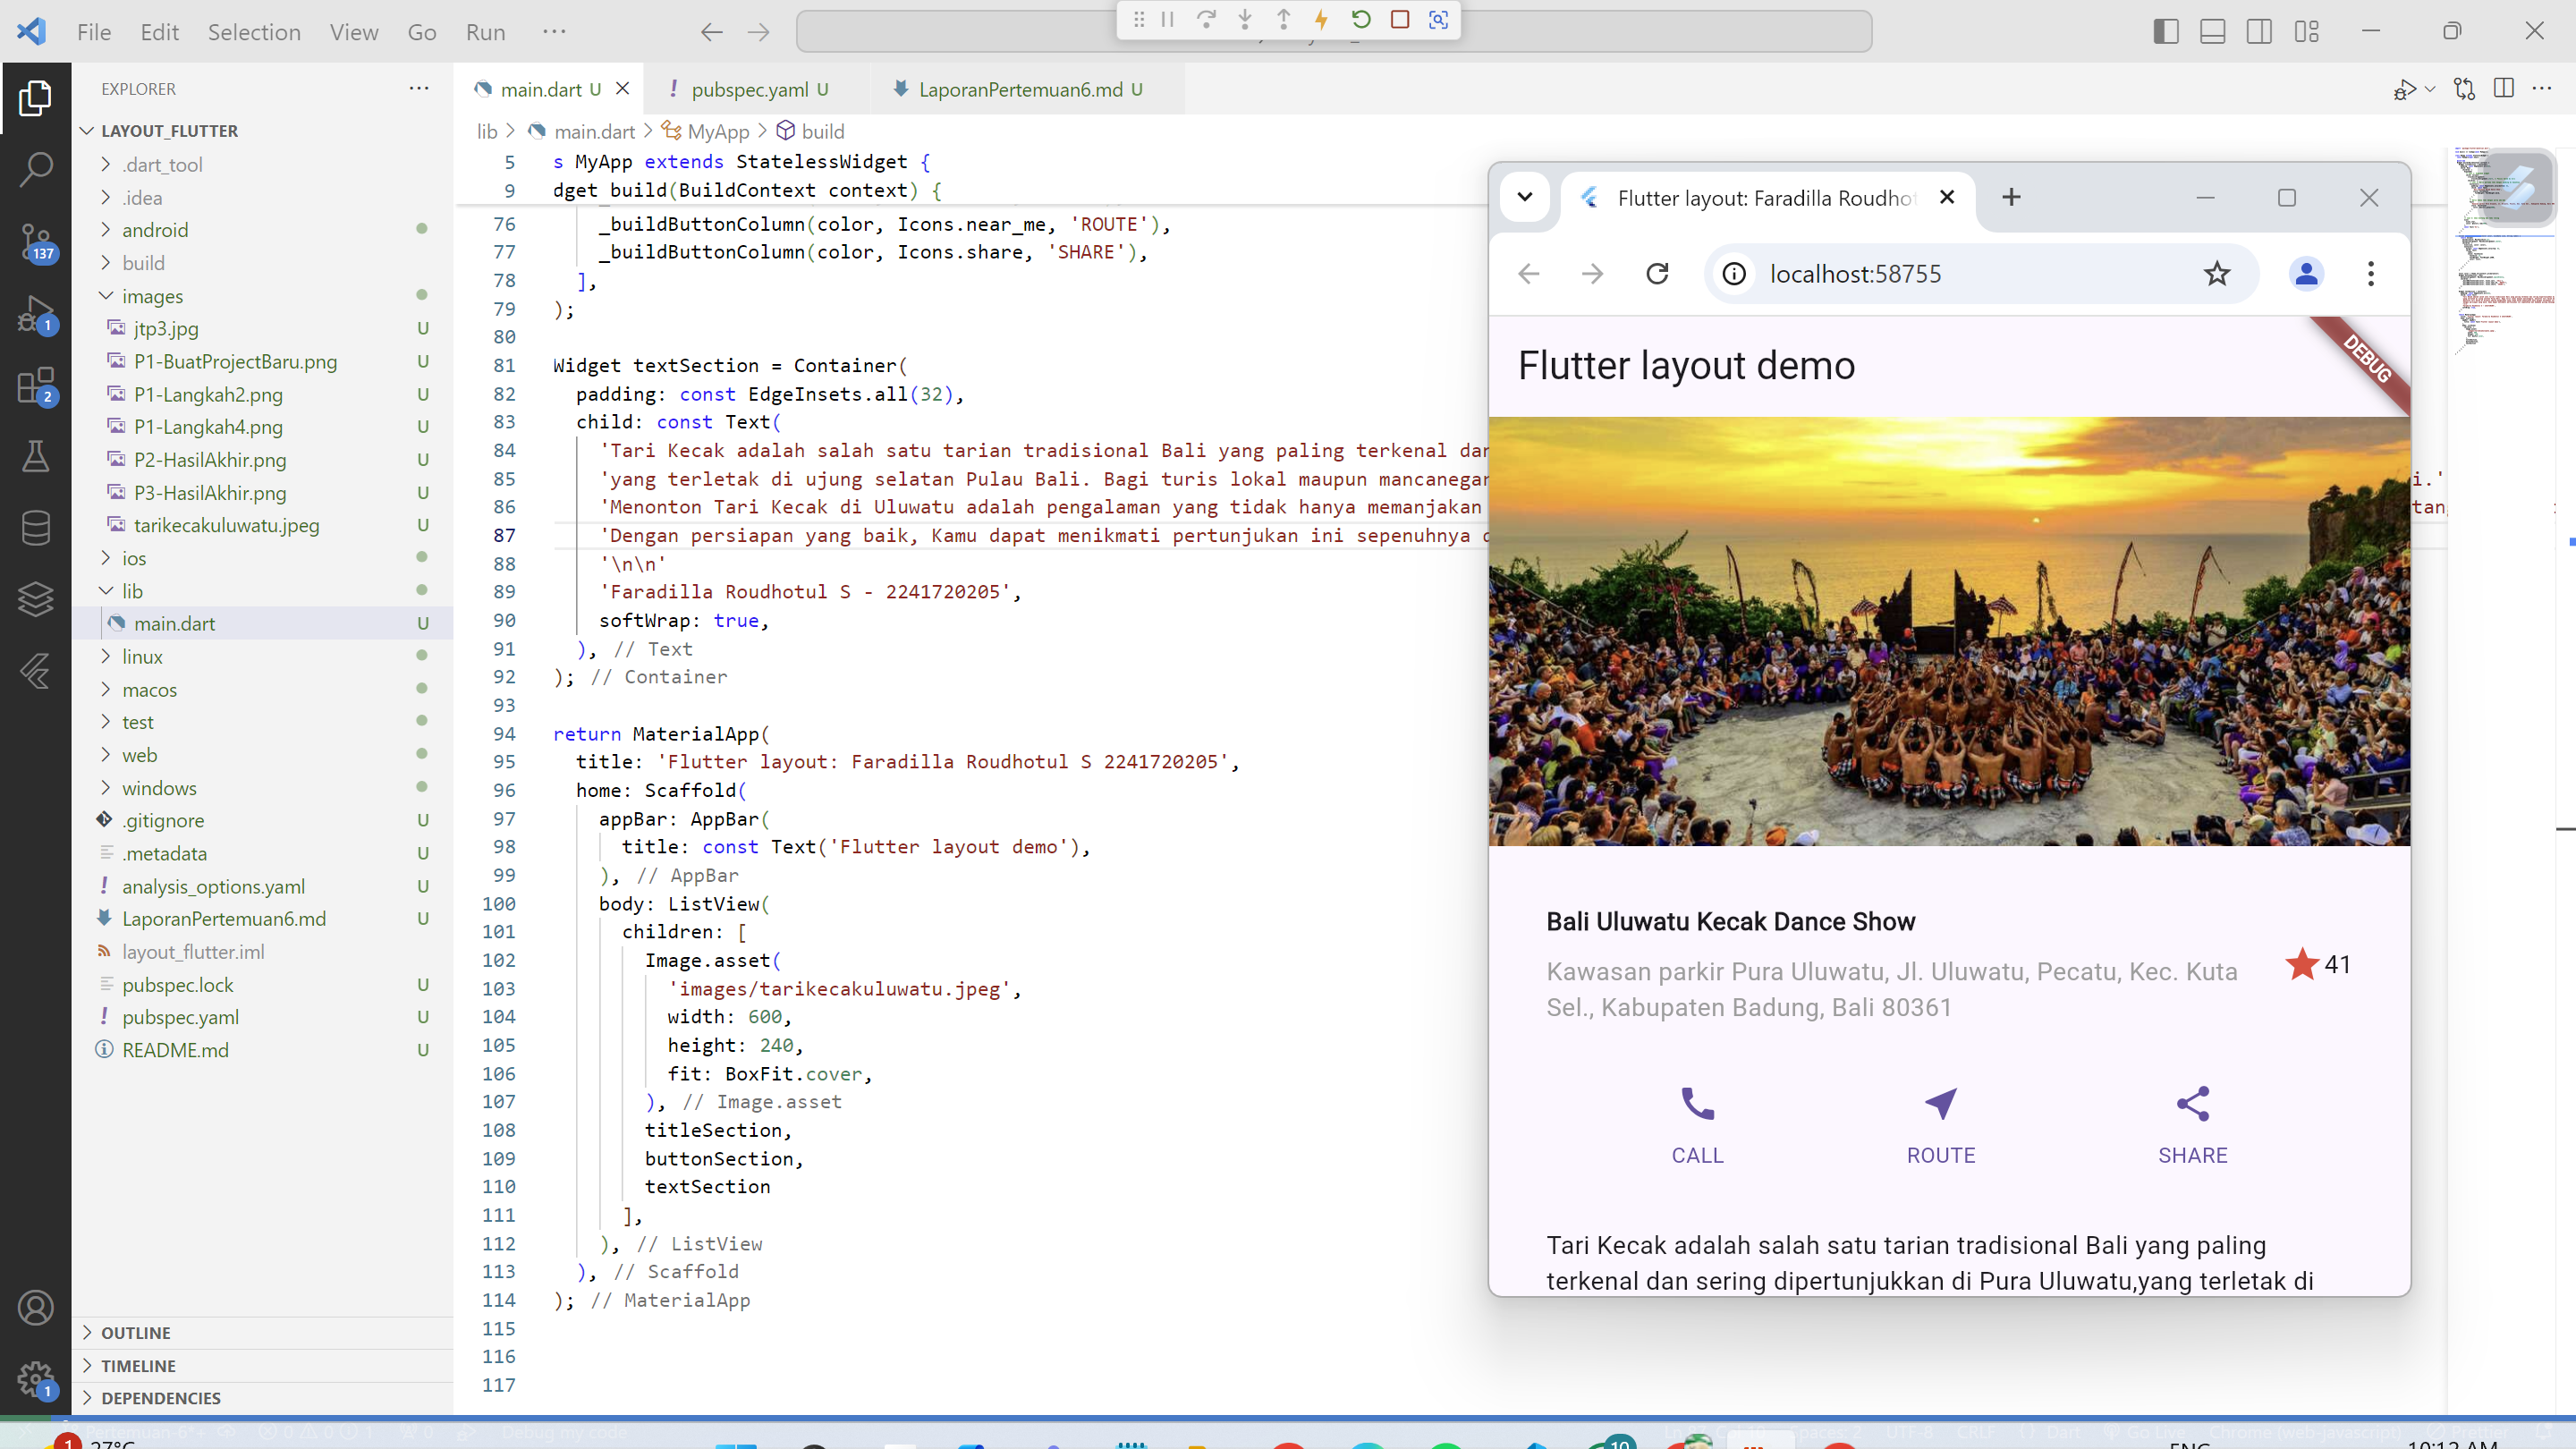 File Edit Selection View Go Run ···
EXPLORER ···
LAYOUT_FLUTTER
.dart_tool
.idea
android
build
images
jtp3.jpg U
P1-BuatProjectBaru.png U
P1-Langkah2.png U
P1-Langkah4.png U
P2-HasilAkhir.png U
P3-HasilAkhir.png U
tarikecakuluwatu.jpeg U
ios
lib
main.dart U
linux
macos
test
web
windows
.gitignore U
.metadata U
analysis_options.yaml U
LaporanPertemuan6.md U
layout_flutter.iml
pubspec.lock U
pubspec.yaml U
README.md U
OUTLINE
TIMELINE
DEPENDENCIES
137
1
2
1
main.dart U pubspec.yaml U LaporanPertemuan6.md U
lib > main.dart > MyApp > build
5 s MyApp extends StatelessWidget {
9 dget build(BuildContext context) {
76 _buildButtonColumn(color, Icons.near_me, 'ROUTE'),
77 _buildButtonColumn(color, Icons.share, 'SHARE'),
78 ],
79 );
80
81 Widget textSection = Container(
82 padding: const EdgeInsets.all(32),
83 child: const Text(
84 'Tari Kecak adalah salah satu tarian tradisional Bali yang paling terkenal dan
85 'yang terletak di ujung selatan Pulau Bali. Bagi turis lokal maupun mancanegar i.'
86 'Menonton Tari Kecak di Uluwatu adalah pengalaman yang tidak hanya memanjakan tang
87 'Dengan persiapan yang baik, Kamu dapat menikmati pertunjukan ini sepenuhnya
88 '\n\n'
89 'Faradilla Roudhotul S - 2241720205',
90 softWrap: true,
91 ), // Text
92 ); // Container
93
94 return MaterialApp(
95 title: 'Flutter layout: Faradilla Roudhotul S 2241720205',
96 home: Scaffold(
97 appBar: AppBar(
98 title: const Text('Flutter layout demo'),
99 ), // AppBar
100 body: ListView(
101 children: [
102 Image.asset(
103 'images/tarikecakuluwatu.jpeg',
104 width: 600,
105 height: 240,
106 fit: BoxFit.cover,
107 ), // Image.asset
108 titleSection,
109 buttonSection,
110 textSection
111 ],
112 ), // ListView
113 ), // Scaffold
114 ); // MaterialApp
115
116
117
Flutter layout: Faradilla Roudhot
localhost:58755
Flutter layout demo
DEBUG
Bali Uluwatu Kecak Dance Show
Kawasan parkir Pura Uluwatu, Jl. Uluwatu, Pecatu, Kec. Kuta
Sel., Kabupaten Badung, Bali 80361
41
CALL ROUTE SHARE
Tari Kecak adalah salah satu tarian tradisional Bali yang paling
terkenal dan sering dipertunjukkan di Pura Uluwatu,yang terletak di